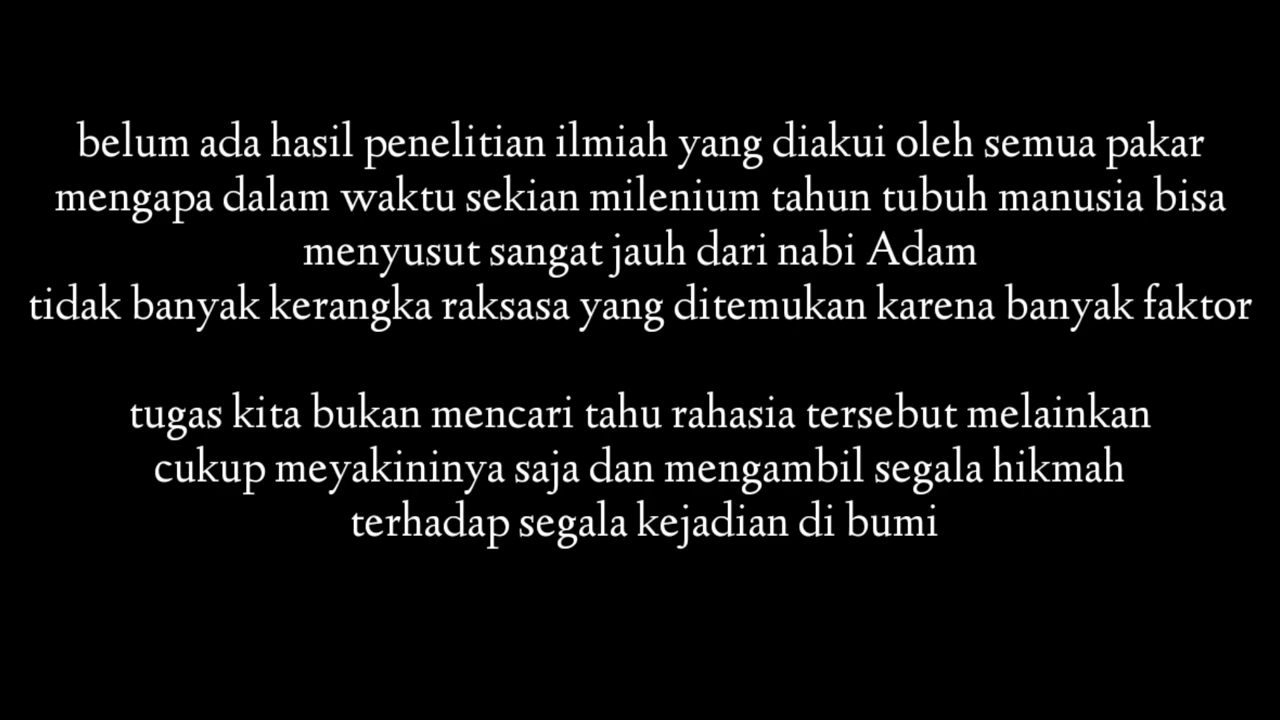 belum ada hasil penelitian ilmiah yang diakui oleh semua pakar
mengapa dalam waktu sekian milenium tahun tubuh manusia bisa
menyusut sangat jauh dari nabi Adam
tidak banyak kerangka raksasa yang ditemukan karena banyak faktor
tugas kita bukan mencari tahu rahasia tersebut melainkan
cukup meyakininya saja dan mengambil segala hikmah
terhadap segala kejadian di bumi